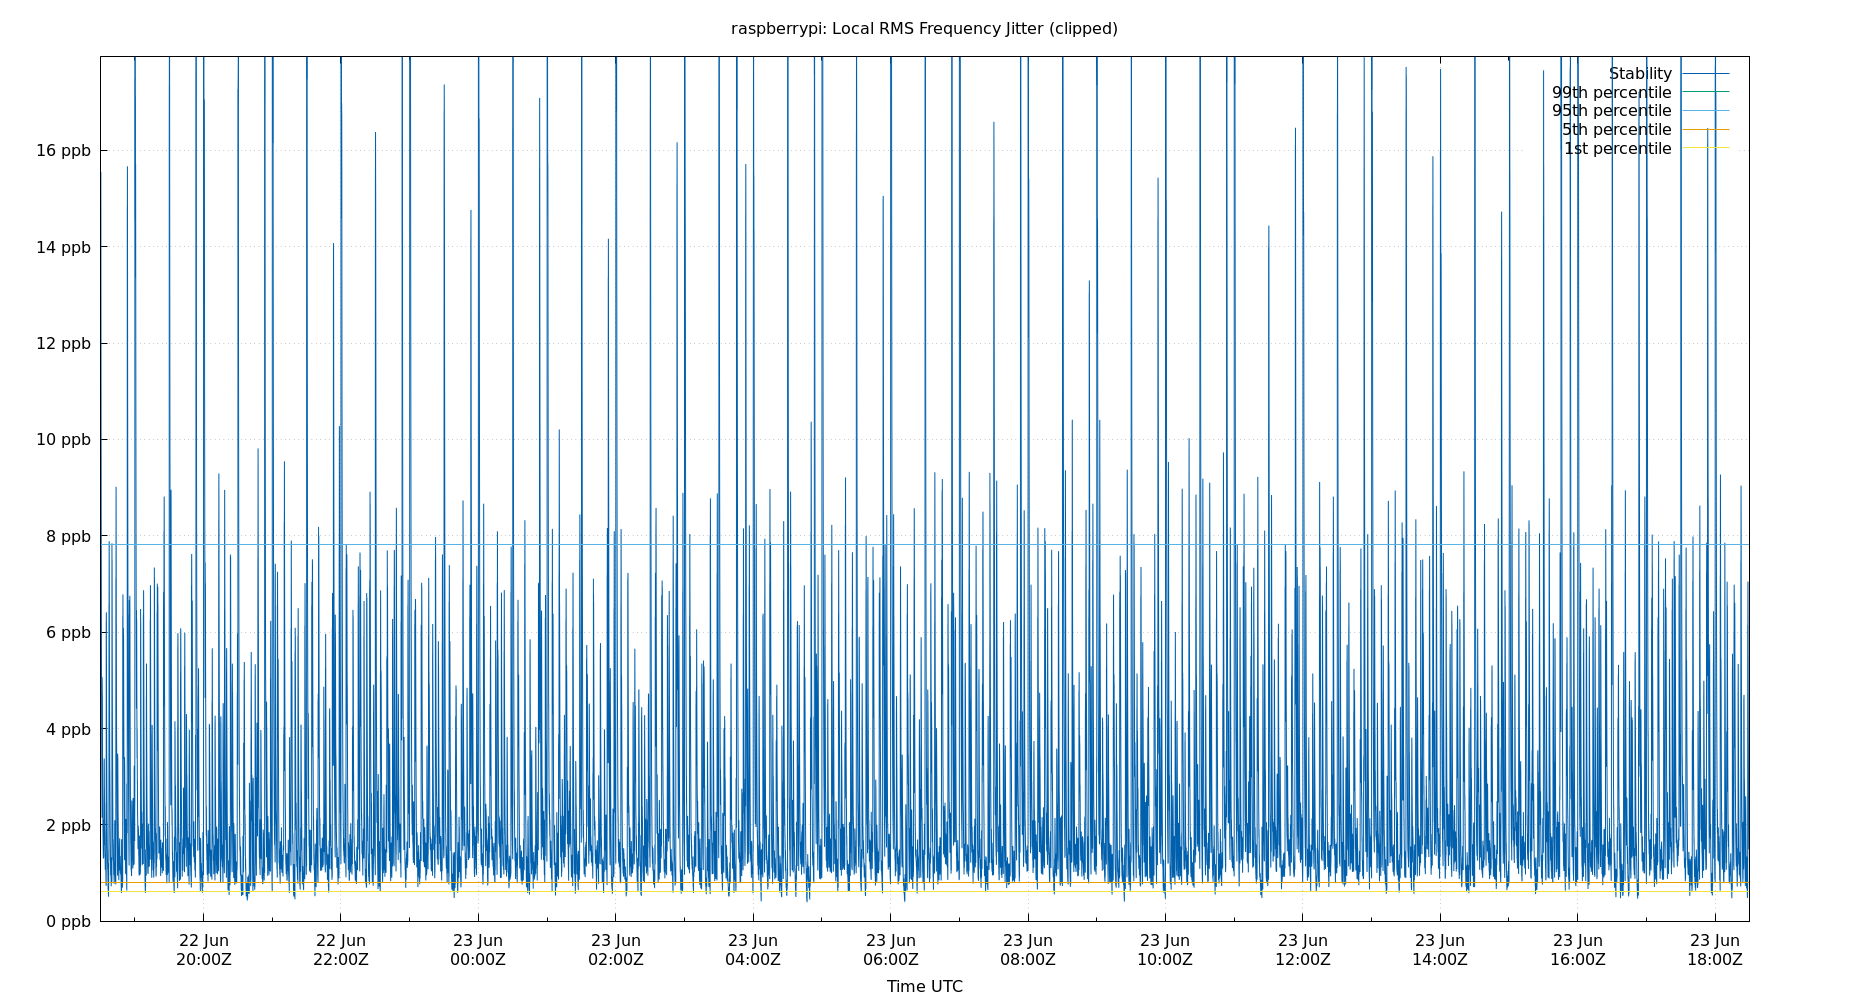 raspberrypi: Local RMS Frequency Jitter (clipped)
Stability
99th percentile
95th percentile
5th percentile
1st percentile
16 ppb
14 ppb
12 ppb
10 ppb
8 ppb
6 ppb
4 ppb
2 ppb
0 ppb
22 Jun 22 Jun 23 Jun 23 Jun 23 Jun 23 Jun 23 Jun 23 Jun 23 Jun 23 Jun 23 Jun 23 Jun
20:00Z 22:00Z 00:00Z 02:00Z 04:00Z 06:00Z 08:00Z 10:00Z 12:00Z 14:00Z 16:00Z 18:00Z
Time UTC